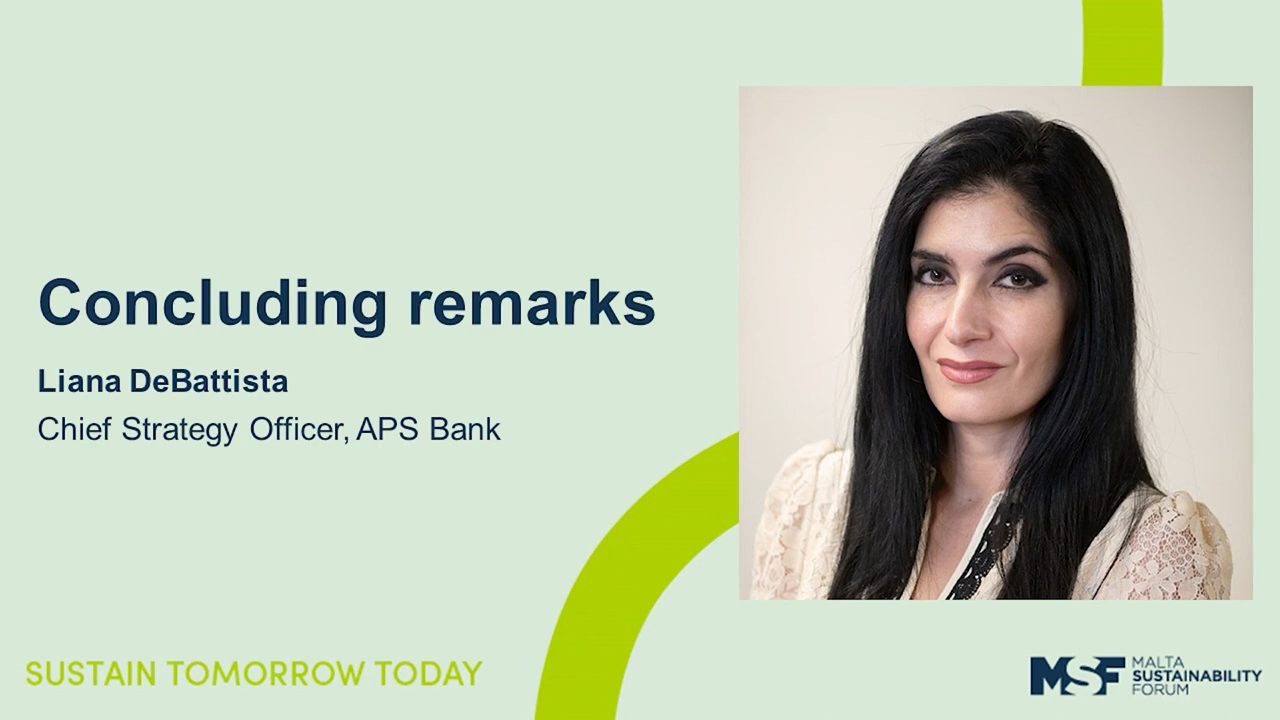 Concluding remarks
Liana DeBattista
Chief Strategy Officer, APS Bank
SUSTAIN TOMORROW TODAY
MSF
MALTA
SUSTAINABILITY
FORUM